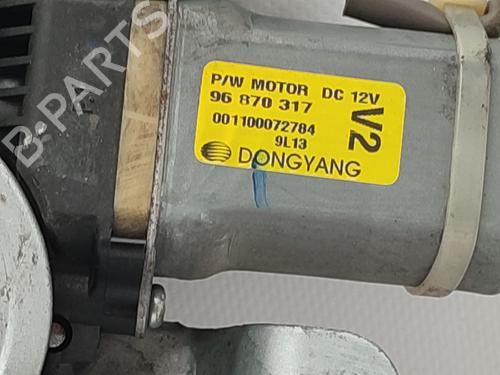 B-PARTS
P/W MOTOR DC 12V
96 870 317
001100072784
9L13
V2
DONGYANG